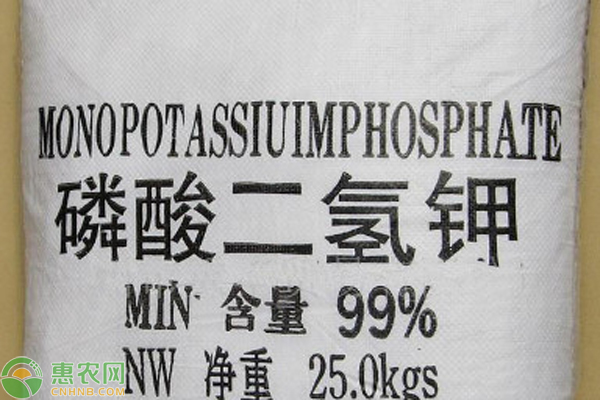 MONOPOTASSIUIMPHOSPHATE
磷酸二氢钾
MIN 含量 99%
NW 净重 25.0kgs
惠农网
CNHNB.COM